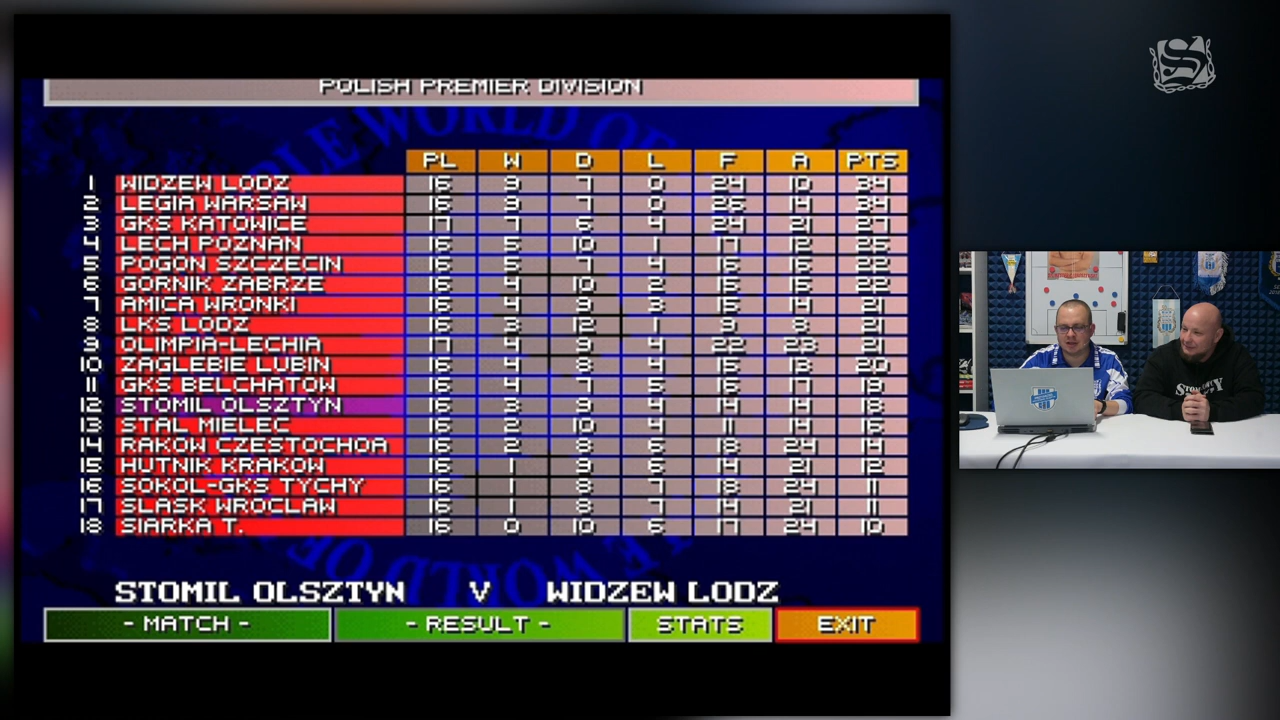 POLISH PREMIER DIVISION
PL W D L F A PTS
1 WIDZEW LODZ 16 9 7 0 24 10 34
2 LEGIA WARSAW 16 9 7 0 26 14 34
3 GKS KATOWICE 17 7 6 4 24 21 27
4 LECH POZNAN 16 5 10 1 17 12 25
5 POGON SZCZECIN 16 5 7 4 16 16 22
6 GORNIK ZABRZE 16 4 10 2 15 15 22
7 AMICA WRONKI 16 4 9 3 15 14 21
8 LKS LODZ 16 3 12 1 9 8 21
9 OLIMPIA-LECHIA 17 4 9 4 22 23 21
10 ZAGLEBIE LUBIN 16 4 8 4 15 13 20
11 GKS BELCHATOW 16 4 7 5 16 17 19
12 STOMIL OLSZTYN 16 3 9 4 14 14 18
13 STAL MIELEC 16 2 10 4 11 14 16
14 RAKOW CZESTOCHOA 16 2 8 6 18 24 14
15 HUTNIK KRAKOW 16 1 9 6 14 21 12
16 SOKOL-GKS TYCHY 16 1 8 7 18 24 11
17 SLASK WROCLAW 16 1 8 7 14 21 11
18 SIARKA T. 16 0 10 6 17 24 10
STOMIL OLSZTYN V WIDZEW LODZ
- MATCH - - RESULT - STATS EXIT